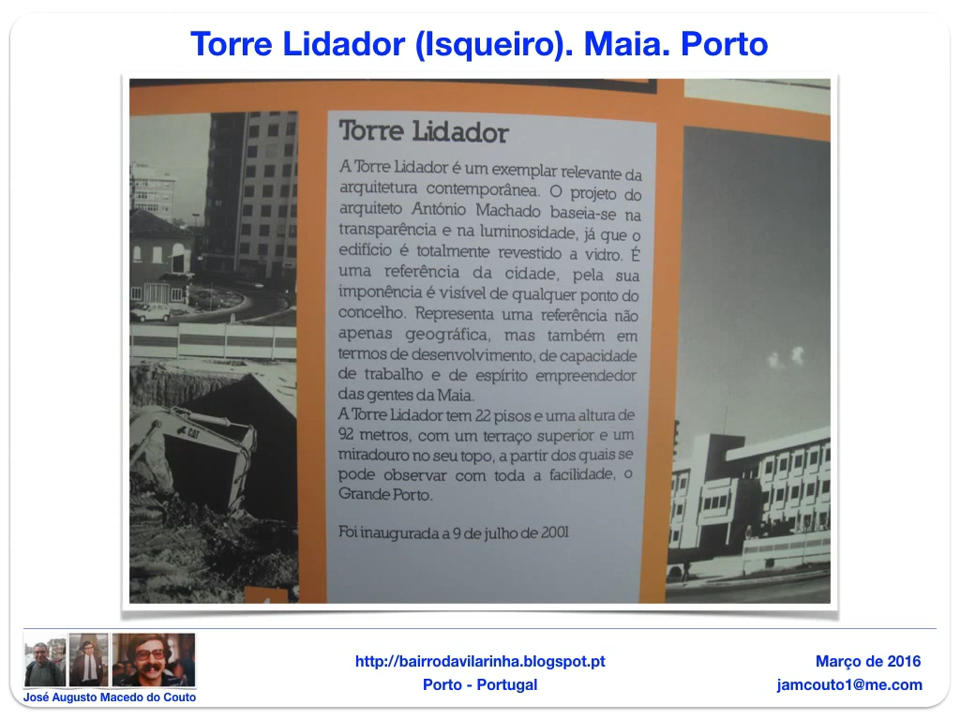 Torre Lidador (Isqueiro). Maia. Porto
Torre Lidador
A Torre Lidador é um exemplar relevante da
arquitetura contemporânea. O projeto do
arquiteto António Machado baseia-se na
transparência e na luminosidade, já que o
edifício é totalmente revestido a vidro. É
uma referência da cidade, pela sua
imponência é visível de qualquer ponto do
concelho. Representa uma referência não
apenas geográfica, mas também em
termos de desenvolvimento, de capacidade
de trabalho e de espírito empreendedor
das gentes da Maia.
A Torre Lidador tem 22 pisos e uma altura de
92 metros, com um terraço superior e um
miradouro no seu topo, a partir dos quais se
pode observar com toda a facilidade, o
Grande Porto.
Foi inaugurada a 9 de julho de 2001
CAT
José Augusto Macedo do Couto
http://bairrodavilarinha.blogspot.pt
Porto - Portugal
Março de 2016
jamcouto1@me.com